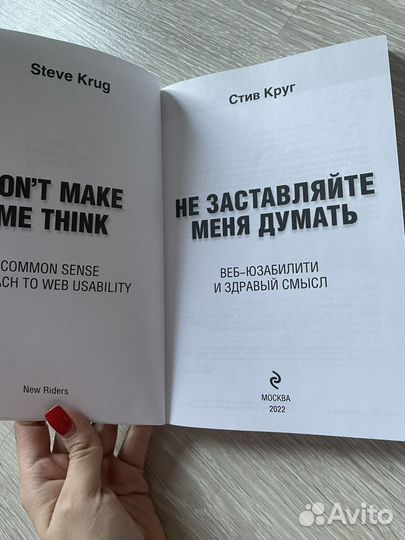 Steve Krug
ON'T MAKE
ME THINK
COMMON SENSE
ACH TO WEB USABILITY
New Riders
Стив Круг
НЕ ЗАСТАВЛЯЙТЕ
МЕНЯ ДУМАТЬ
ВЕБ-ЮЗАБИЛИТИ
И ЗДРАВЫЙ СМЫСЛ
МОСКВА
2022
Avito